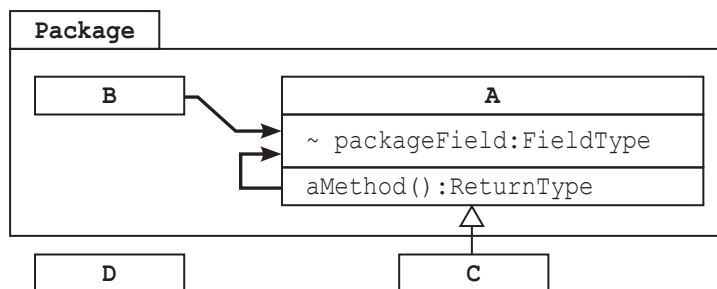 Package
B
A
~ packageField:FieldType
aMethod():ReturnType
D
C